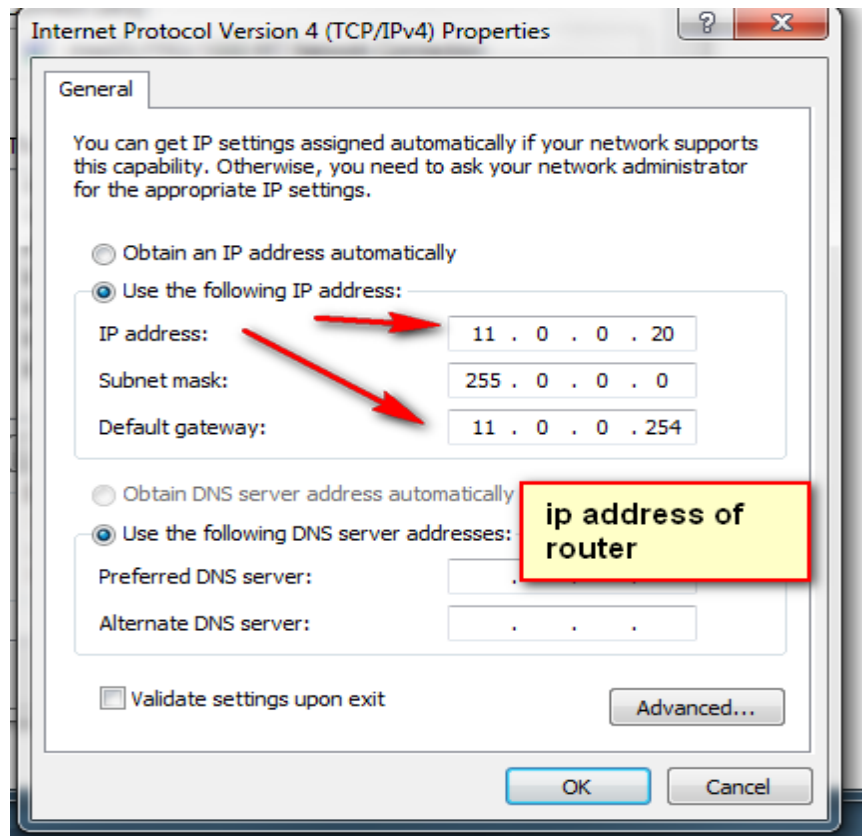 Internet Protocol Version 4 (TCP/IPv4) Properties
General
You can get IP settings assigned automatically if your network supports
this capability. Otherwise, you need to ask your network administrator
for the appropriate IP settings.
Obtain an IP address automatically
Use the following IP address:
IP address: 11 . 0 . 0 . 20
Subnet mask: 255 . 0 . 0 . 0
Default gateway: 11 . 0 . 0 . 254
Obtain DNS server address automatically
Use the following DNS server addresses:
ip address of
router
Preferred DNS server: . . .
Alternate DNS server: . . .
Validate settings upon exit
Advanced...
OK Cancel